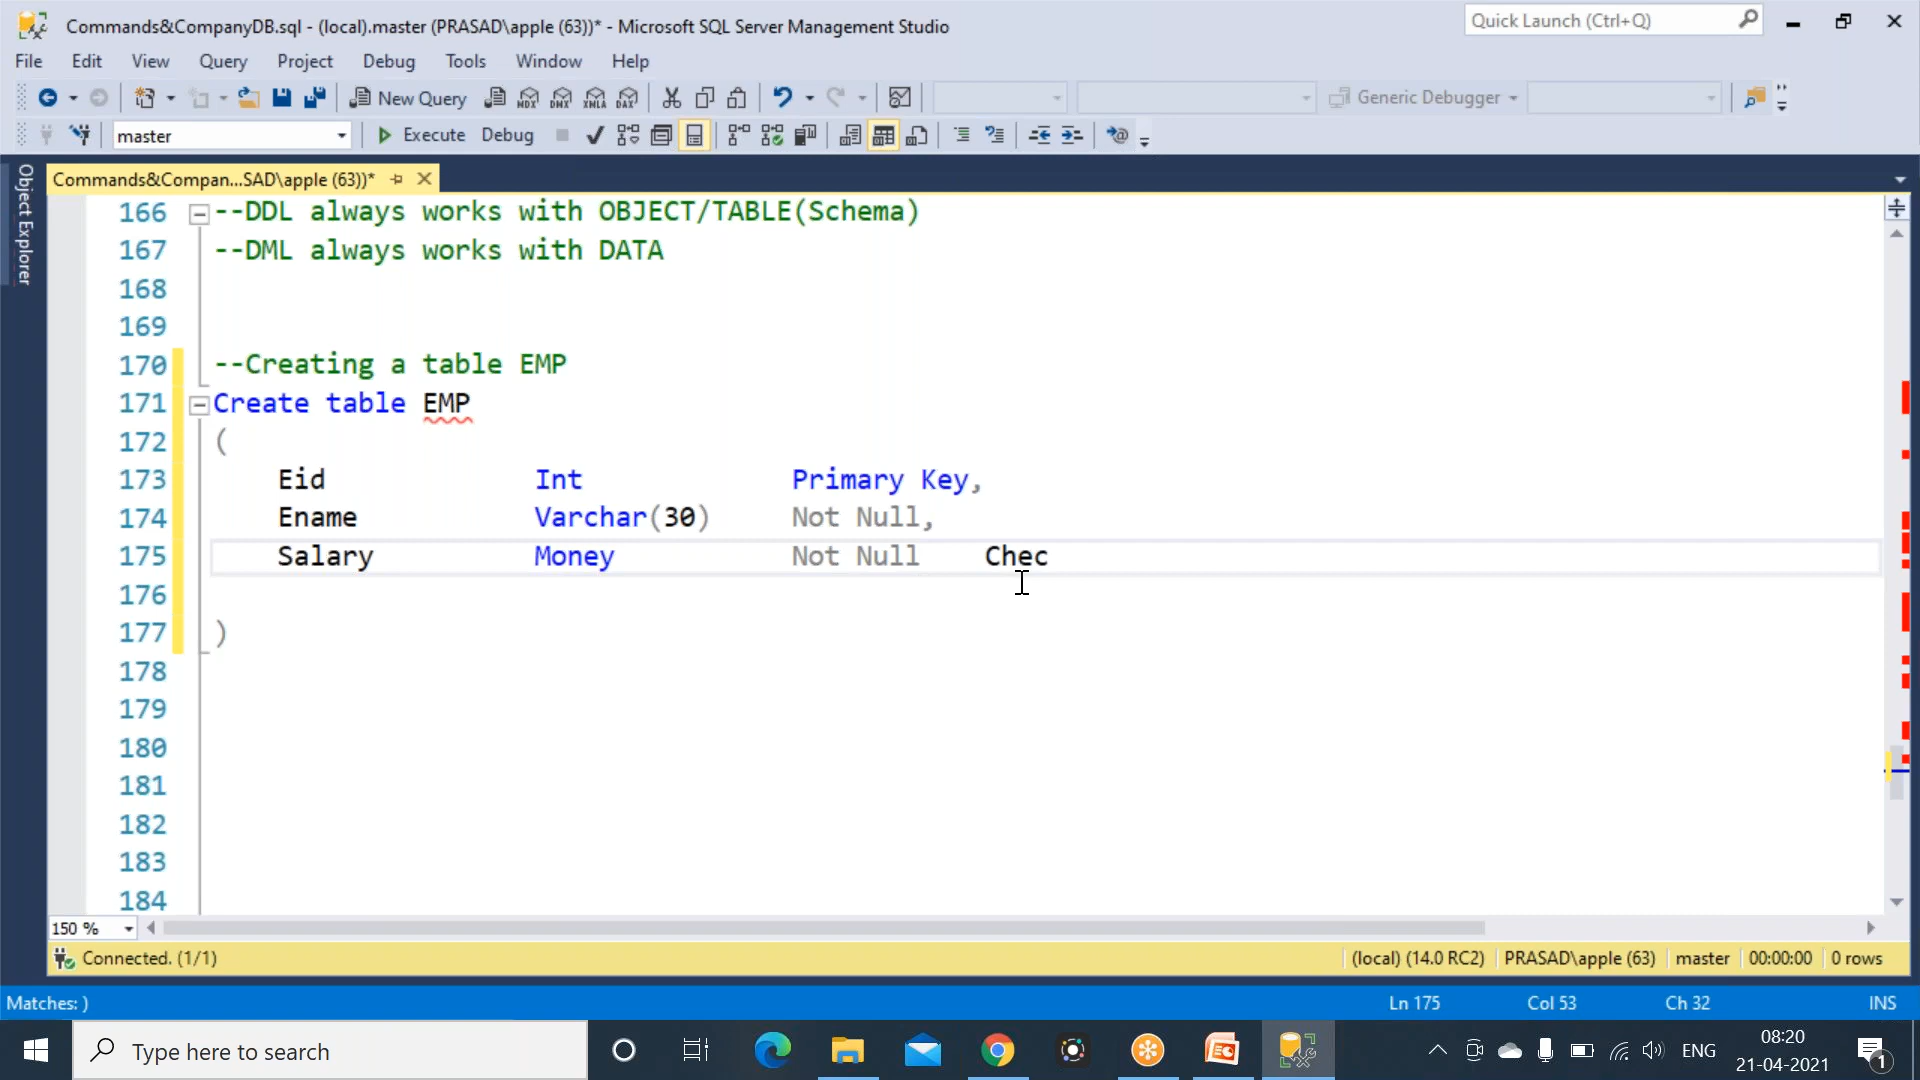 Commands&CompanyDB.sql - (local).master (PRASAD\apple (63))* - Microsoft SQL Server Management Studio
Quick Launch (Ctrl+Q)
File Edit View Query Project Debug Tools Window Help
New Query MDX DMX XMLA DAX Generic Debugger
master Execute Debug
Object Explorer
Commands&Compan...SAD\apple (63))*
166 --DDL always works with OBJECT/TABLE(Schema)
167 --DML always works with DATA
168
169
170 --Creating a table EMP
171 Create table EMP
172 (
173 Eid Int Primary Key,
174 Ename Varchar(30) Not Null,
175 Salary Money Not Null Chec
176
177 )
178
179
180
181
182
183
184
150 %
Connected. (1/1) (local) (14.0 RC2) PRASAD\apple (63) master 00:00:00 0 rows
Matches: ) Ln 175 Col 53 Ch 32 INS
Type here to search
ENG 08:20
21-04-2021
1